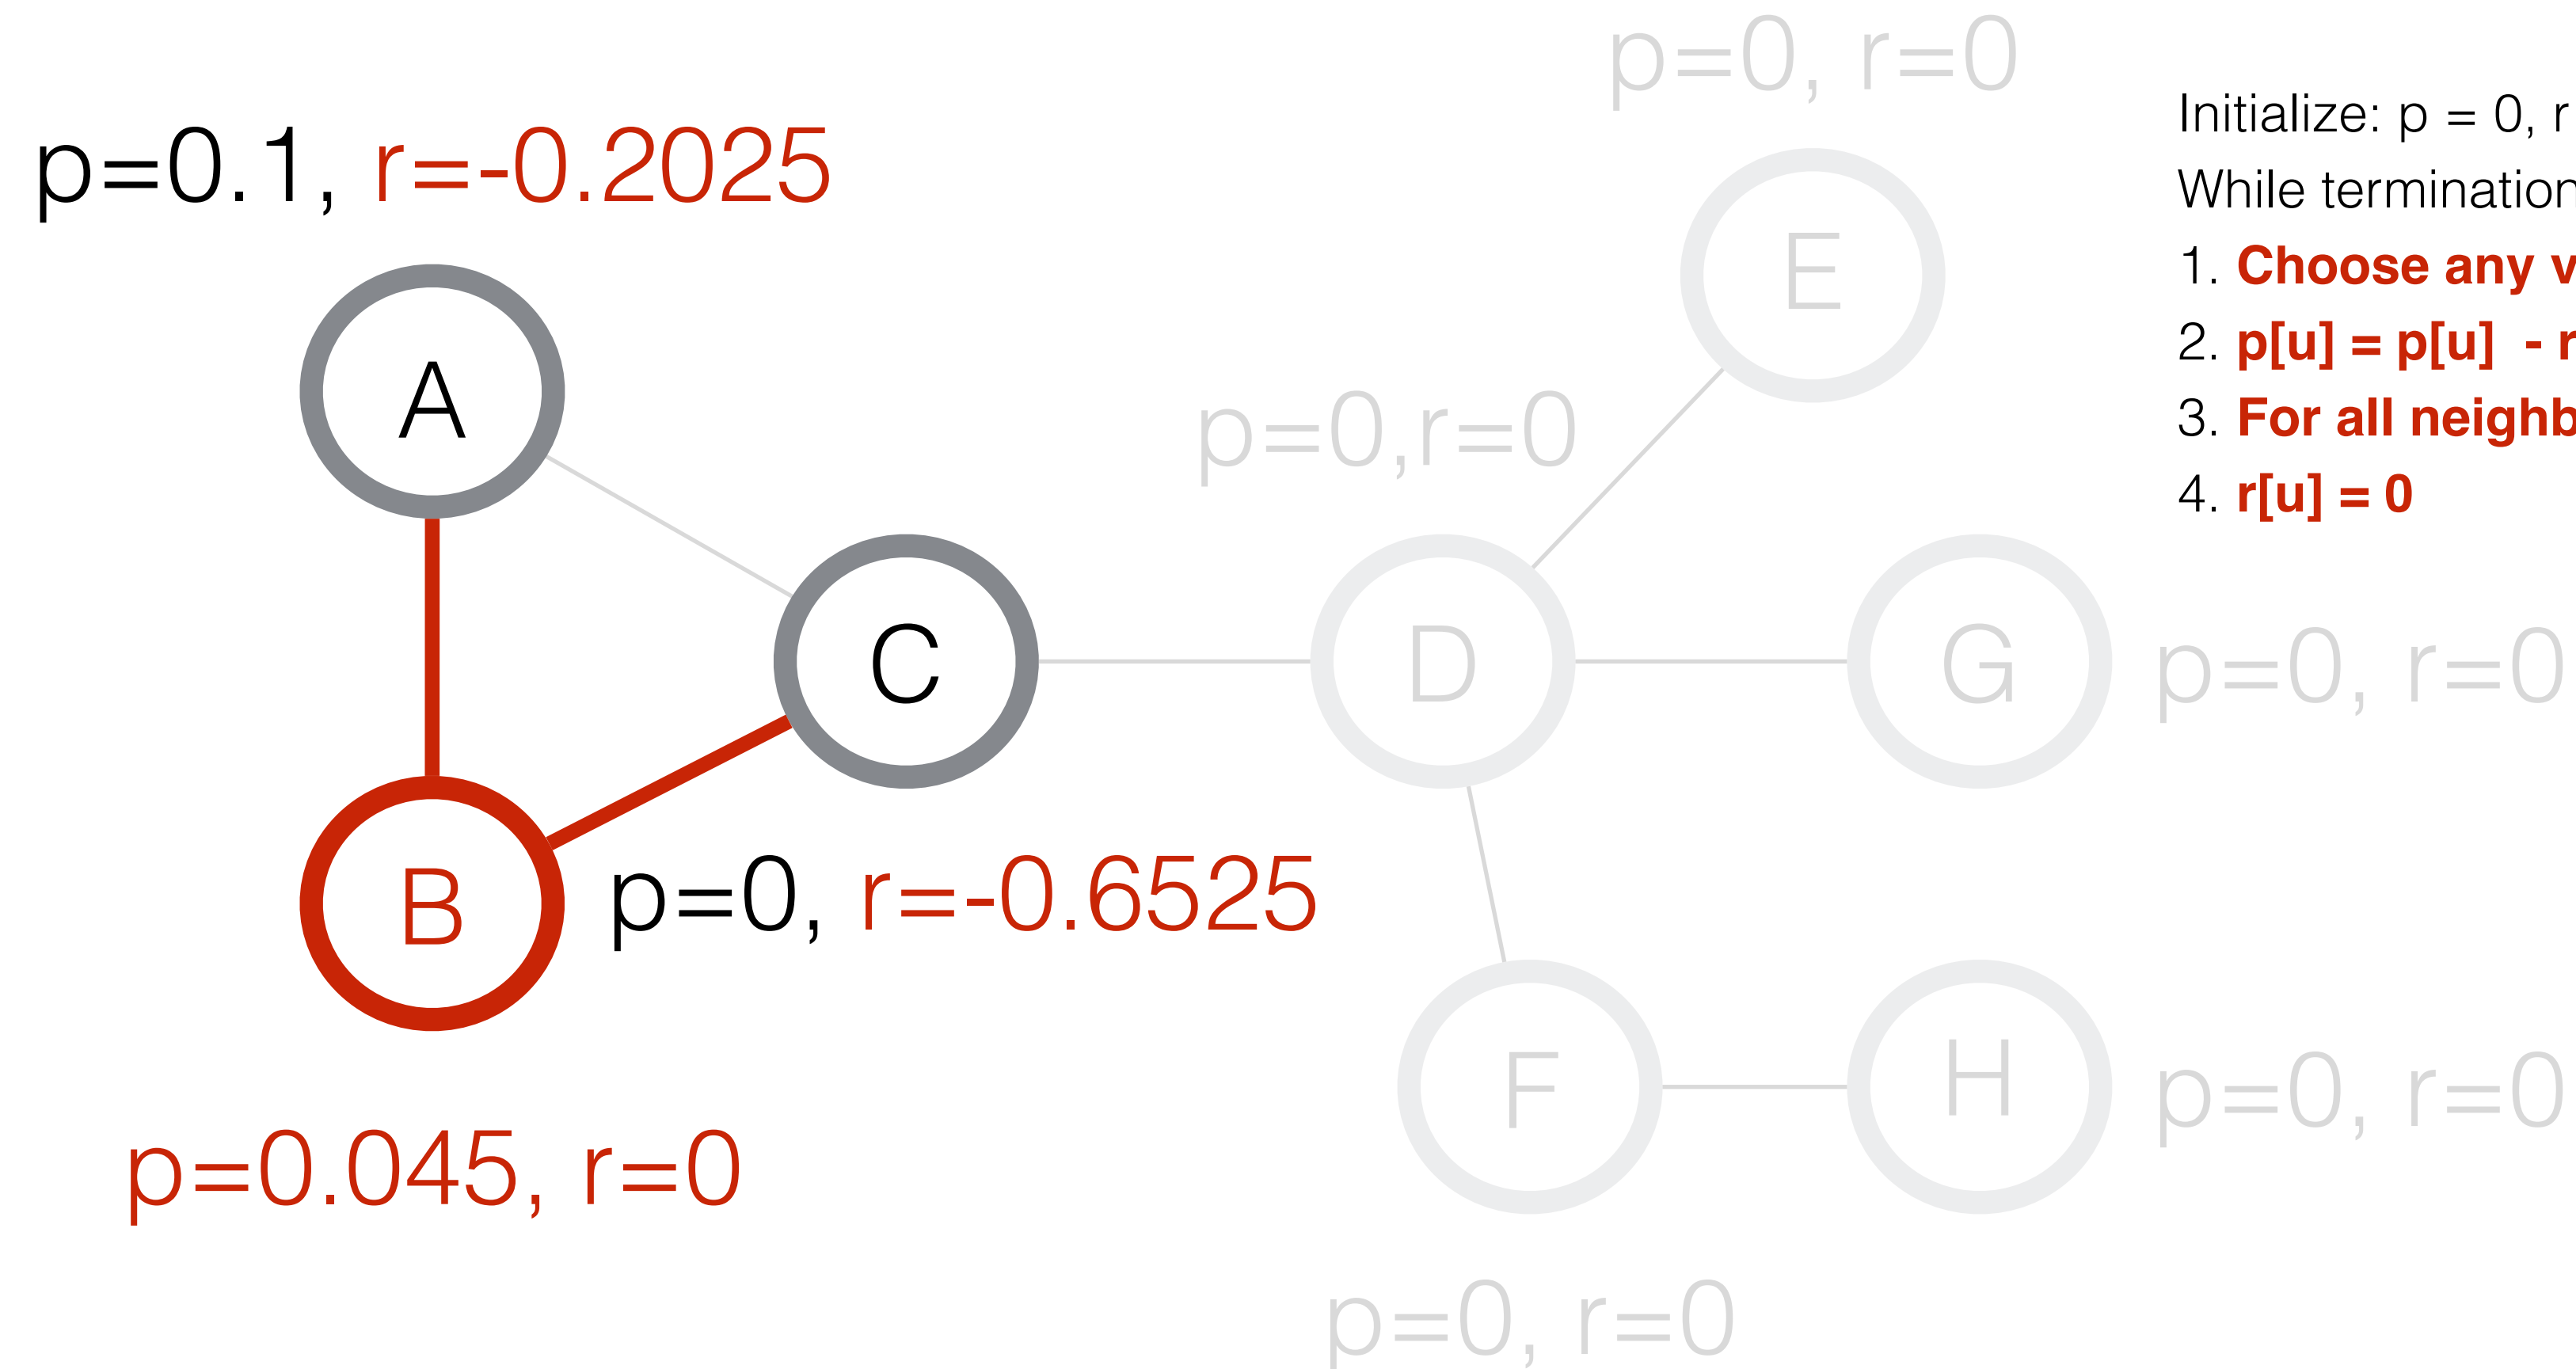 p=0, r=0
Initialize: p = 0, r
While termination
1. Choose any v
2. p[u] = p[u] - r
3. For all neighb
4. r[u] = 0
p=0.1, r=-0.2025
E
A
p=0,r=0
C
D
G
p=0, r=0
B
p=0, r=-0.6525
F
H
p=0, r=0
p=0.045, r=0
p=0, r=0